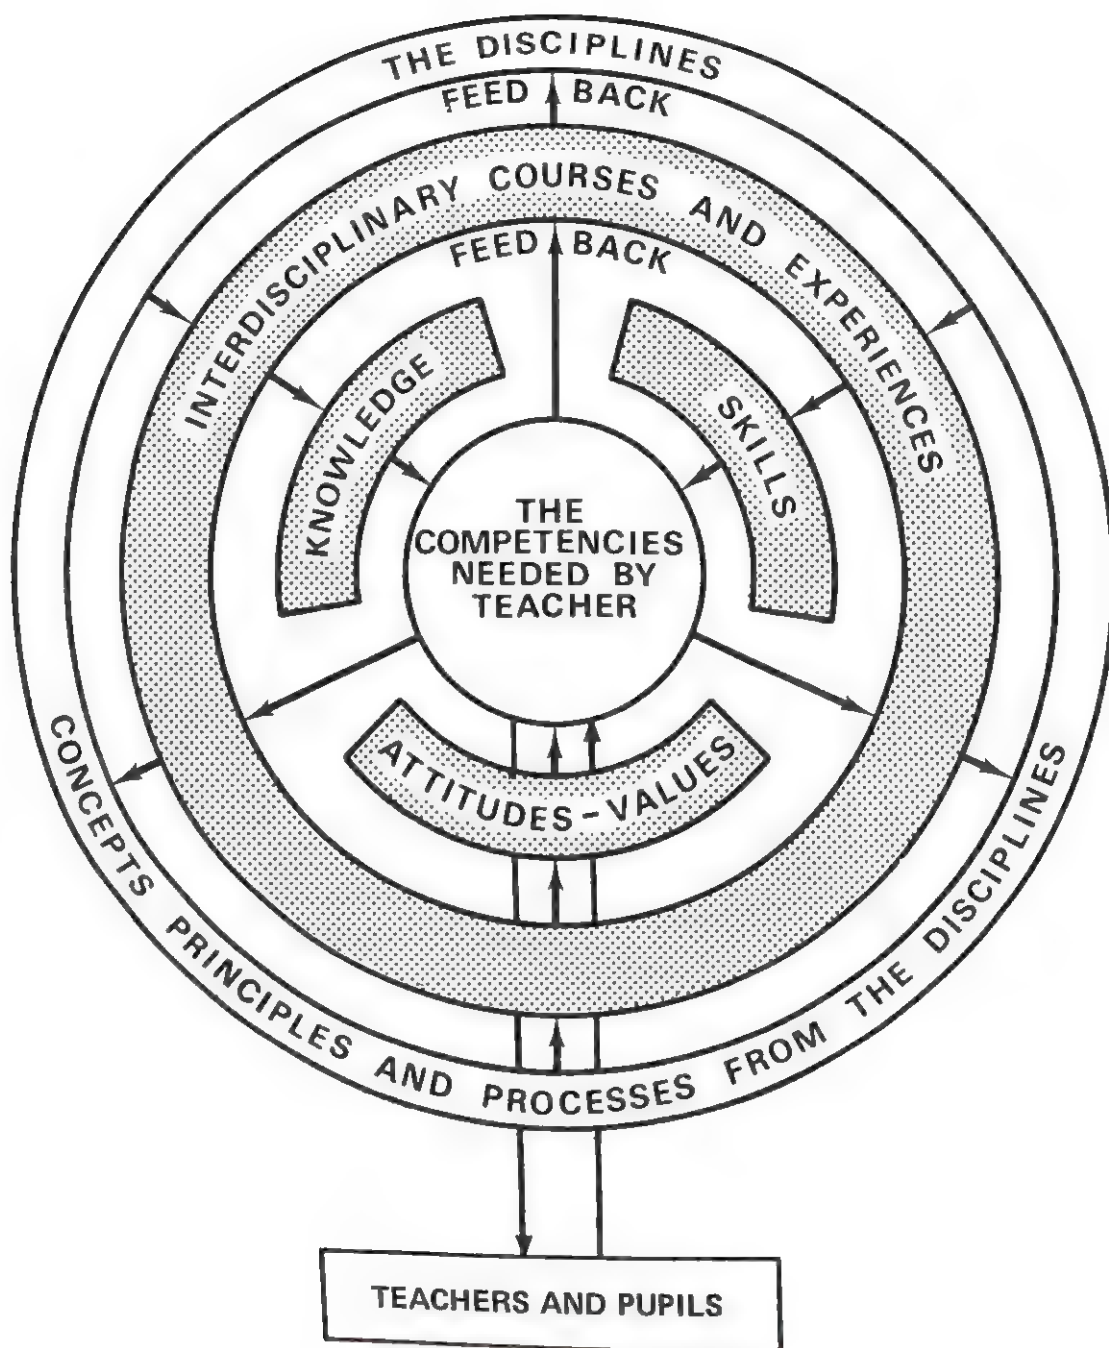 THE DISCIPLINES
FEED BACK
INTERDISCIPLINARY COURSES AND EXPERIENCES
FEED BACK
KNOWLEDGE
SKILLS
THE
COMPETENCIES
NEEDED BY
TEACHER
ATTITUDES-VALUES
CONCEPTS PRINCIPLES AND PROCESSES FROM THE DISCIPLINES
TEACHERS AND PUPILS